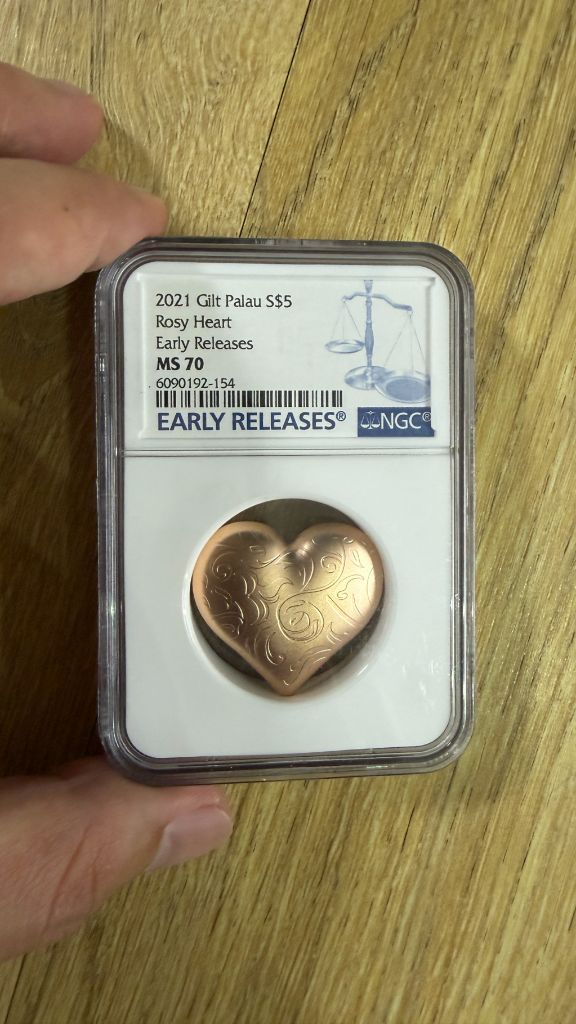 2021 Gilt Palau S$5
Rosy Heart
Early Releases
MS 70
6090192-154
EARLY RELEASES® NGC®